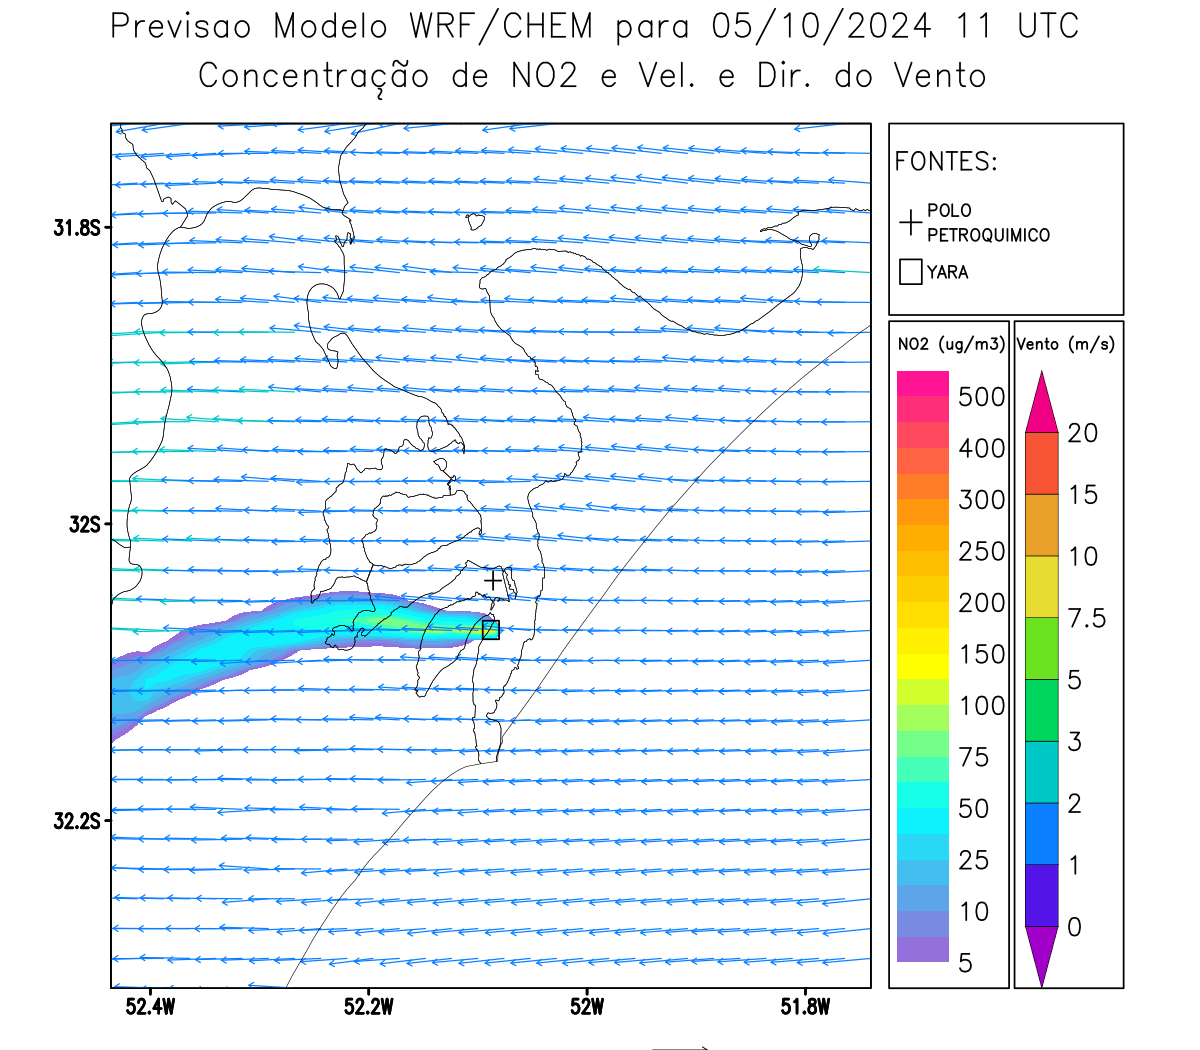 Previsao Modelo WRF/CHEM para 05/10/2024 11 UTC
Concentração de NO2 e Vel. e Dir. do Vento
FONTES:
POLO
PETROQUIMICO
YARA
NO2 (ug/m3)
500
400
300
250
200
150
100
75
50
25
10
5
Vento (m/s)
20
15
10
7.5
5
3
2
1
0
31.8S
32S
32.2S
52.4W
52.2W
52W
51.8W